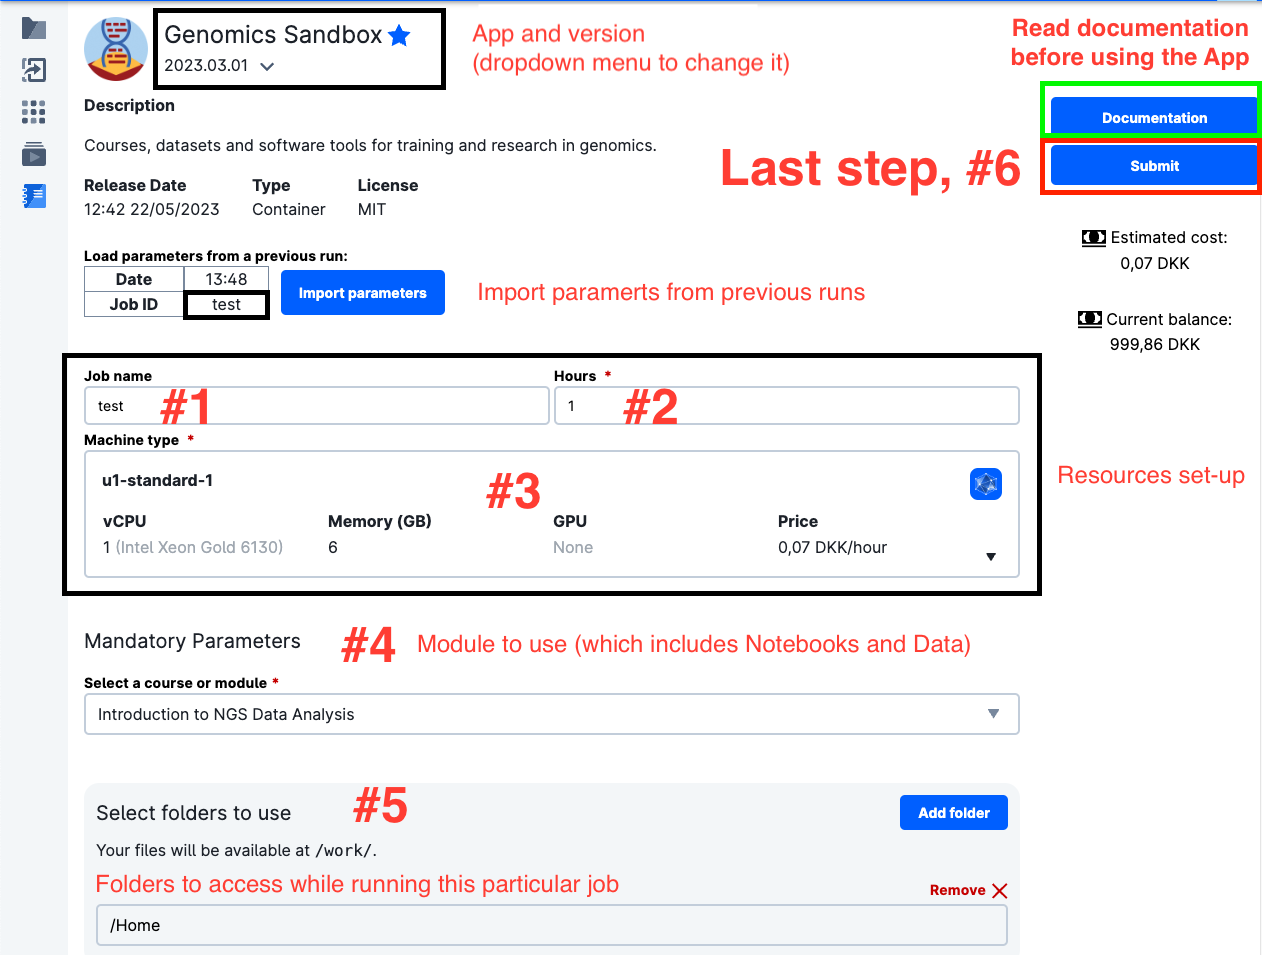 Genomics Sandbox
2023.03.01
App and version
(dropdown menu to change it)
Read documentation
before using the App
Description
Documentation
Courses, datasets and software tools for training and research in genomics.
Last step, #6
Submit
Release Date Type License
12:42 22/05/2023 Container MIT
Estimated cost:
0,07 DKK
Load parameters from a previous run:
Date 13:48
Job ID test
Import parameters
Import paramerts from previous runs
Current balance:
999,86 DKK
Job name Hours *
test #1 1 #2
Machine type *
u1-standard-1
#3
Resources set-up
vCPU Memory (GB) GPU Price
1 (Intel Xeon Gold 6130) 6 None 0,07 DKK/hour
Mandatory Parameters #4 Module to use (which includes Notebooks and Data)
Select a course or module *
Introduction to NGS Data Analysis
Select folders to use #5 Add folder
Your files will be available at /work/.
Folders to access while running this particular job
Remove
/Home